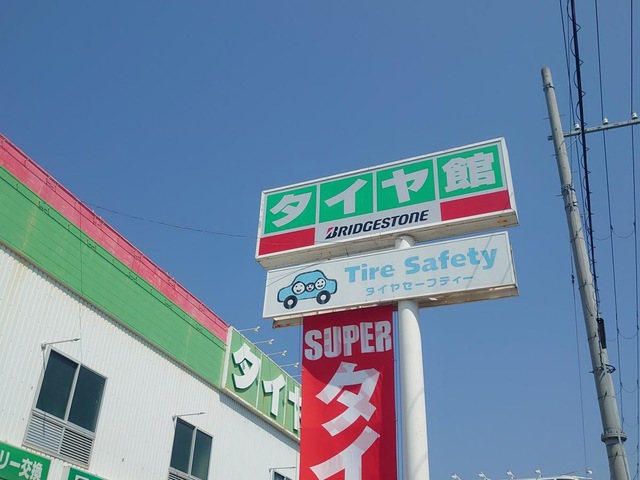 タイヤ館
BRIDGESTONE
Tire Safety
タイヤセーフティー
SUPER
タイ
タイヤ
リー交換